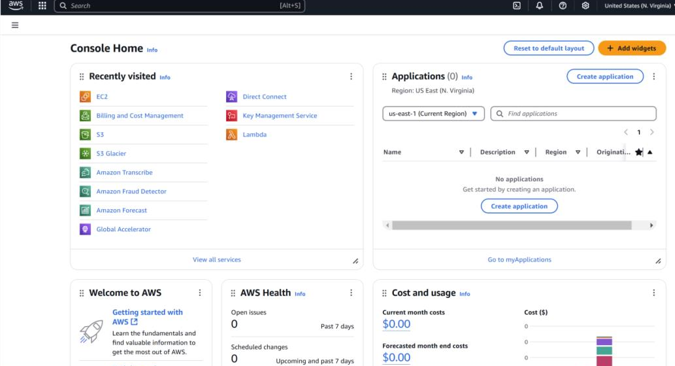 aws
Search [Alt+S] United States (N. Virginia)
Console Home Info
Reset to default layout
+ Add widgets
Recently visited Info
EC2
Billing and Cost Management
S3
S3 Glacier
Amazon Transcribe
Amazon Fraud Detector
Amazon Forecast
Global Accelerator
Direct Connect
Key Management Service
Lambda
View all services
Applications (0) Info
Create application
Region: US East (N. Virginia)
us-east-1 (Current Region)
Find applications
1
Name Description Region Originati...
No applications
Get started by creating an application.
Create application
Go to myApplications
Welcome to AWS
Getting started with
AWS
Learn the fundamentals and
find valuable information to
get the most out of AWS.
AWS Health Info
Open issues
0 Past 7 days
Scheduled changes
0 Upcoming and past 7 days
Cost and usage Info
Current month costs
$0.00
Forecasted month end costs
$0.00
Cost ($)
0
0
0